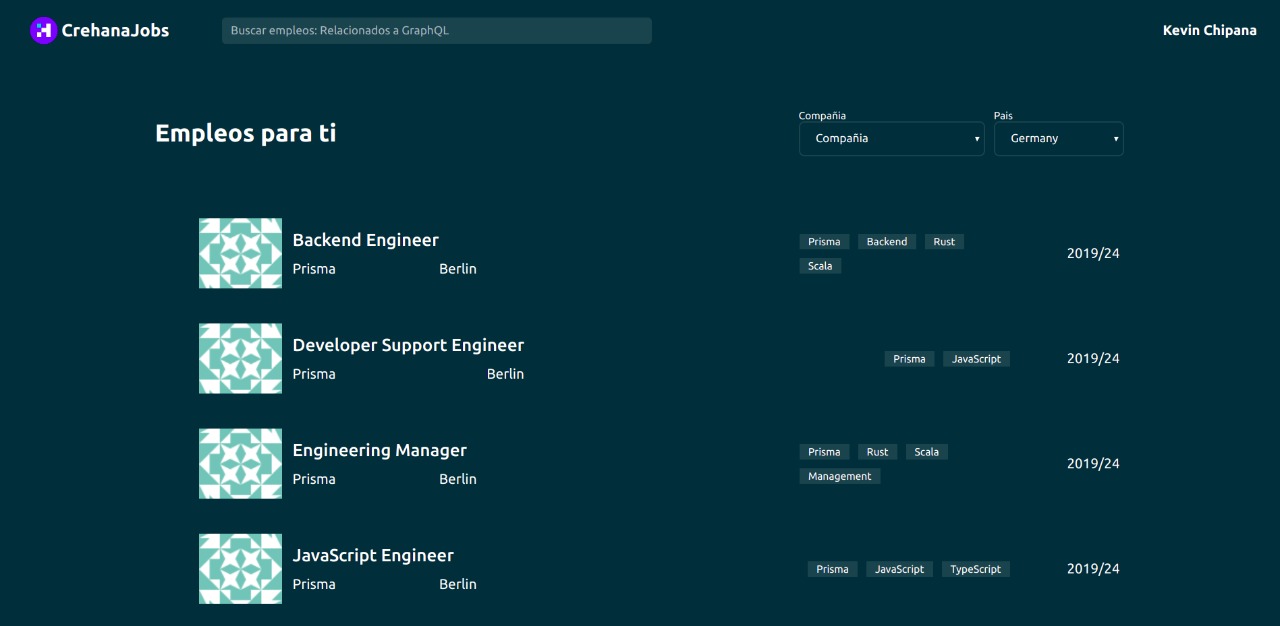 CrehanaJobs
Buscar empleos: Relacionados a GraphQL
Kevin Chipana
Empleos para ti
Compañia
Pais
Compañia
Germany
Backend Engineer
Prisma Berlin
Prisma Backend Rust
Scala
2019/24
Developer Support Engineer
Prisma Berlin
Prisma JavaScript
2019/24
Engineering Manager
Prisma Berlin
Prisma Rust Scala
Management
2019/24
JavaScript Engineer
Prisma Berlin
Prisma JavaScript TypeScript
2019/24